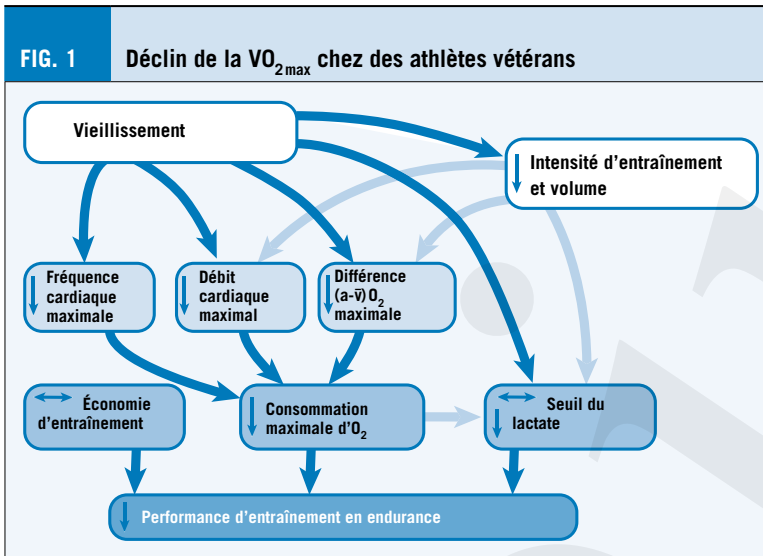 FIG. 1
Déclin de la VO₂max chez des athlètes vétérans
Vieillissement
↓ Intensité d'entraînement
et volume
↓ Fréquence
cardiaque
maximale
↓ Débit
cardiaque
maximal
↓ Différence
(a-v̅) O₂
maximale
↔ Économie
d'entraînement
↓ Consommation
maximale d'O₂
↔ Seuil du
↓ lactate
↓ Performance d'entraînement en endurance